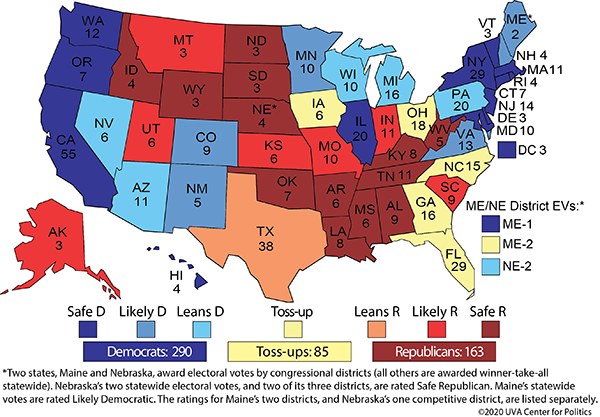 WA
12
OR
7
CA
55
NV
6
ID
4
MT
3
WY
3
UT
6
AZ
11
CO
9
NM
5
ND
3
SD
3
NE*
4
KS
6
OK
7
TX
38
MN
10
IA
6
MO
10
AR
6
LA
8
WI
10
IL
20
MI
16
IN
11
OH
18
KY 8
TN 11
MS
6
AL
9
GA
16
FL
29
SC
9
NC 15
VA
13
WV
5
PA
20
NY
29
VT
3
ME*
2
NH 4
MA 11
RI 4
CT 7
NJ 14
DE 3
MD 10
DC 3
AK
3
HI
4
ME/NE District EVs:*
ME-1
ME-2
NE-2
Safe D
Likely D
Leans D
Toss-up
Leans R
Likely R
Safe R
Democrats: 290
Toss-ups: 85
Republicans: 163
*Two states, Maine and Nebraska, award electoral votes by congressional districts (all others are awarded winner-take-all
statewide). Nebraska's two statewide electoral votes, and two of its three districts, are rated Safe Republican. Maine's statewide
votes are rated Likely Democratic. The ratings for Maine's two districts, and Nebraska's one competitive district, are listed separately.
©2020 UVA Center for Politics